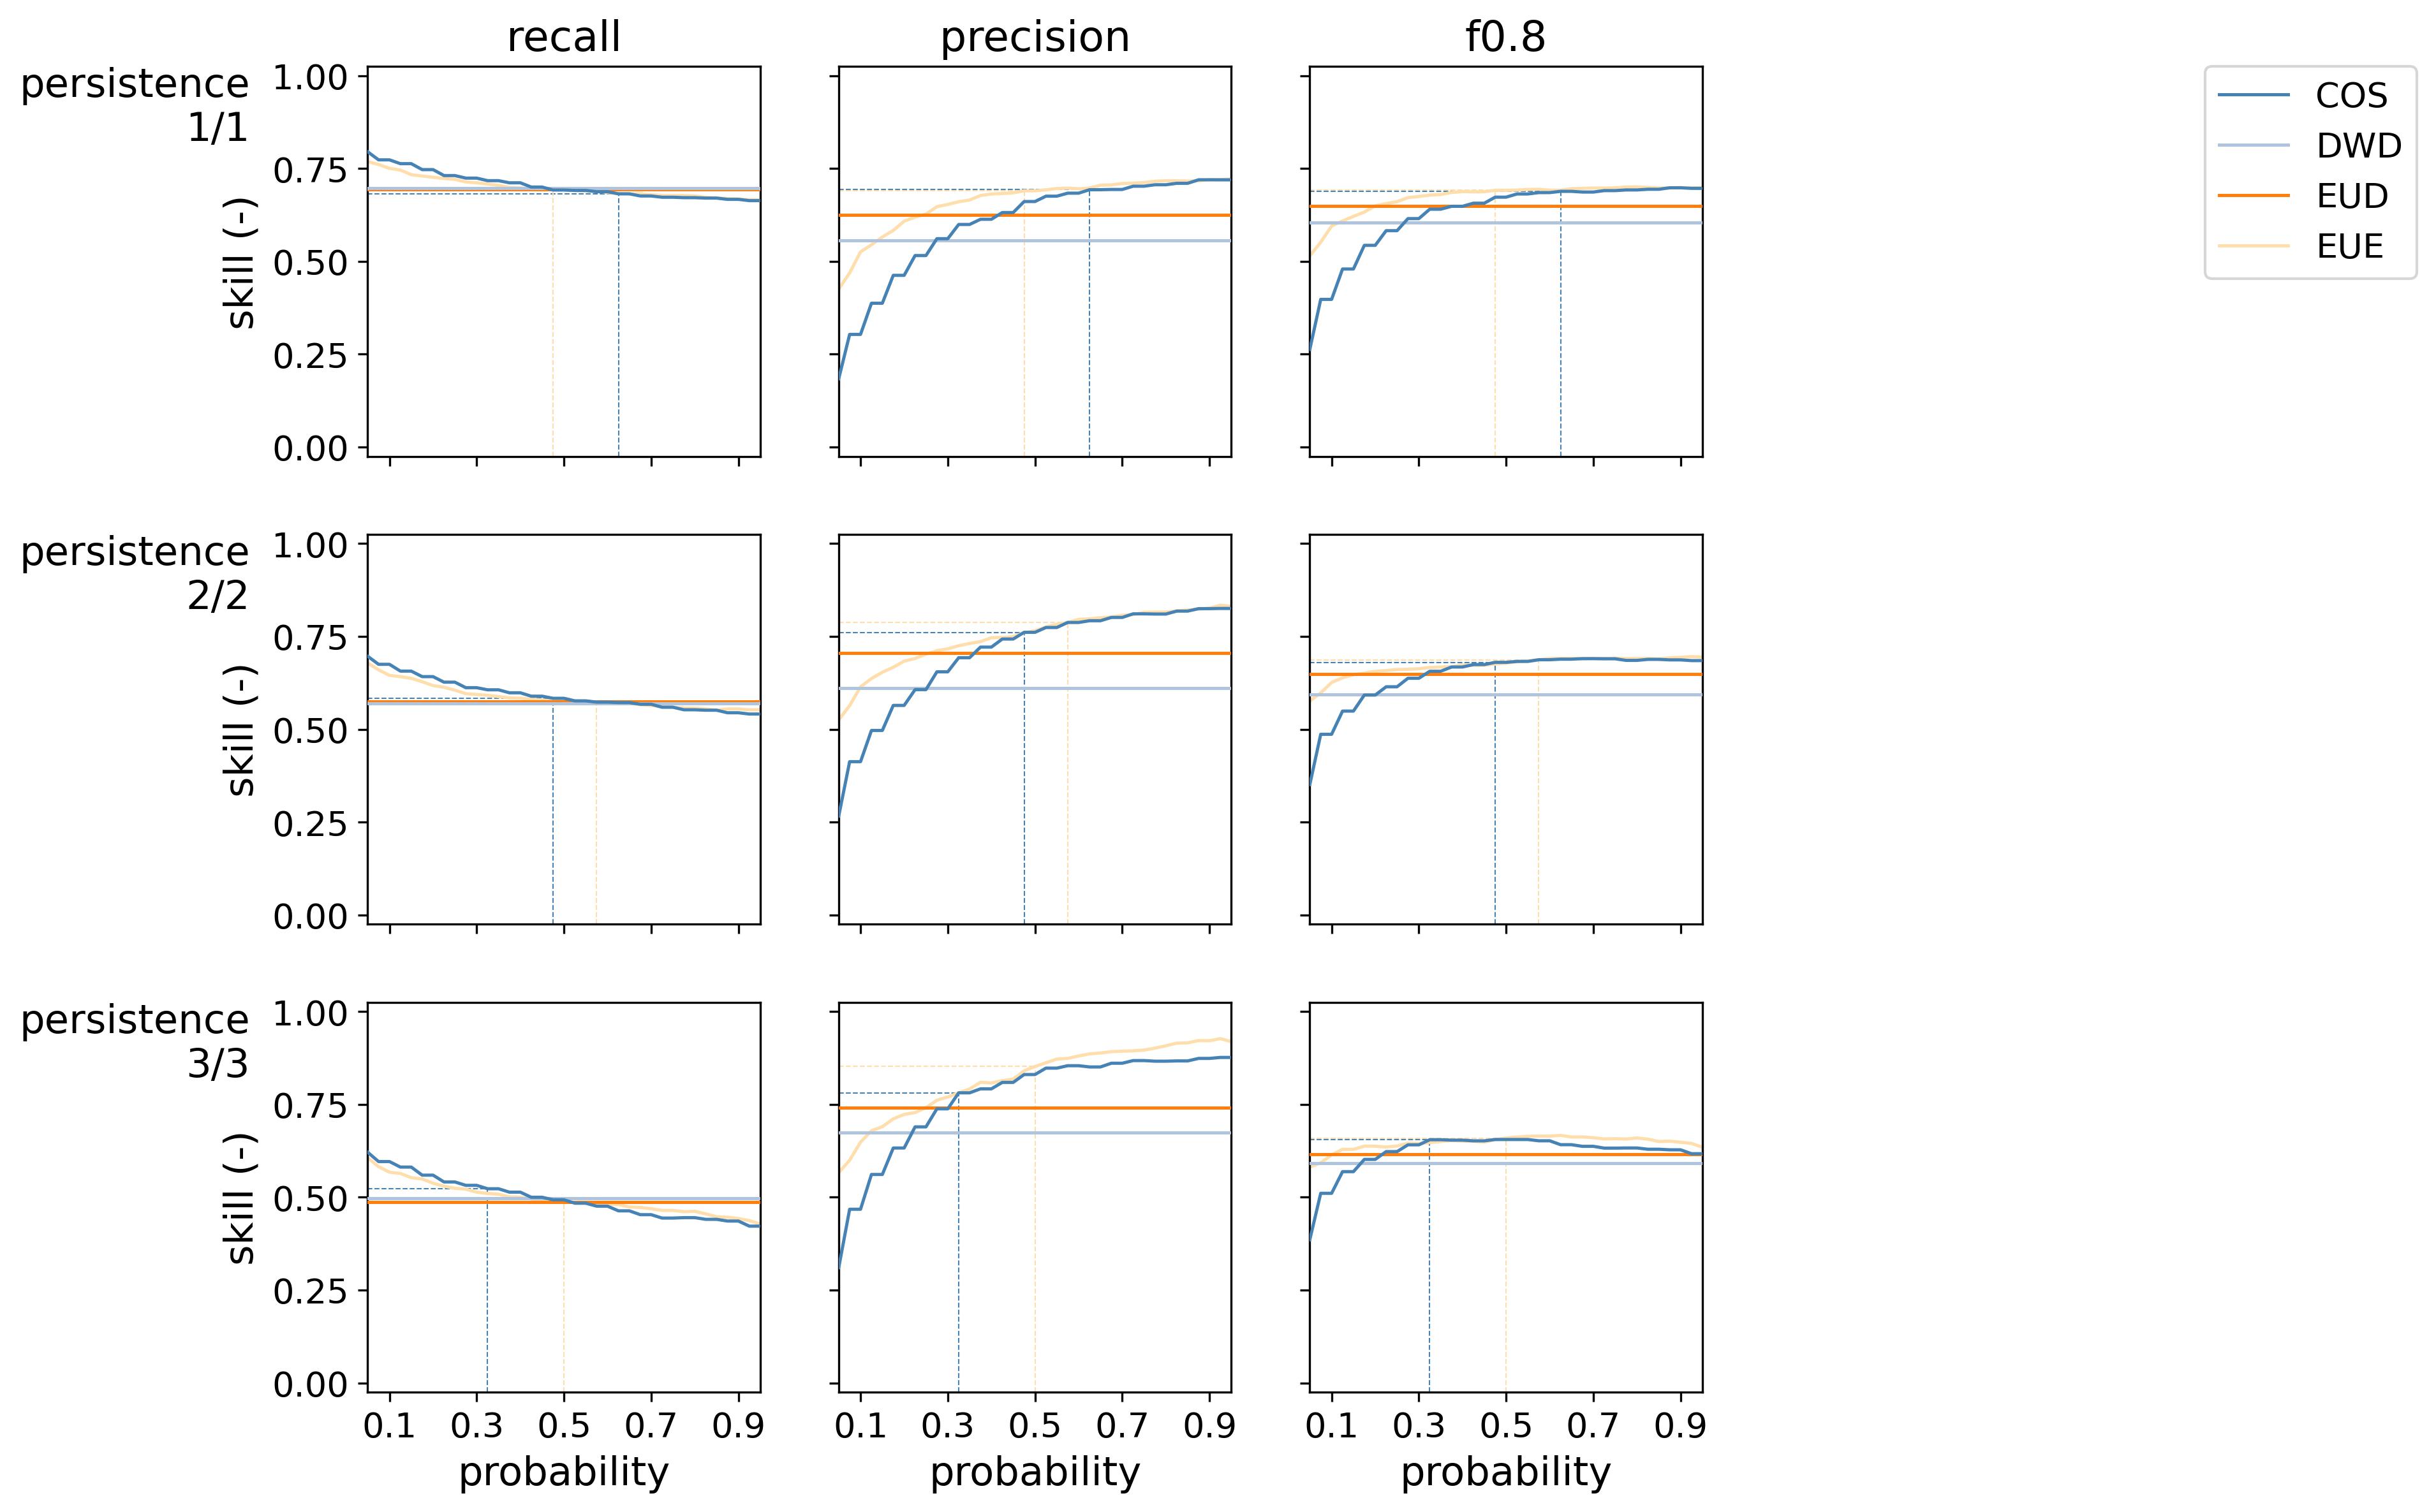 recall
precision
f0.8
persistence
1/1
1.00
0.75
0.50
0.25
0.00
skill (-)
COS
DWD
EUD
EUE
persistence
2/2
1.00
0.75
0.50
0.25
0.00
skill (-)
persistence
3/3
1.00
0.75
0.50
0.25
0.00
skill (-)
0.1 0.3 0.5 0.7 0.9
0.1 0.3 0.5 0.7 0.9
0.1 0.3 0.5 0.7 0.9
probability
probability
probability